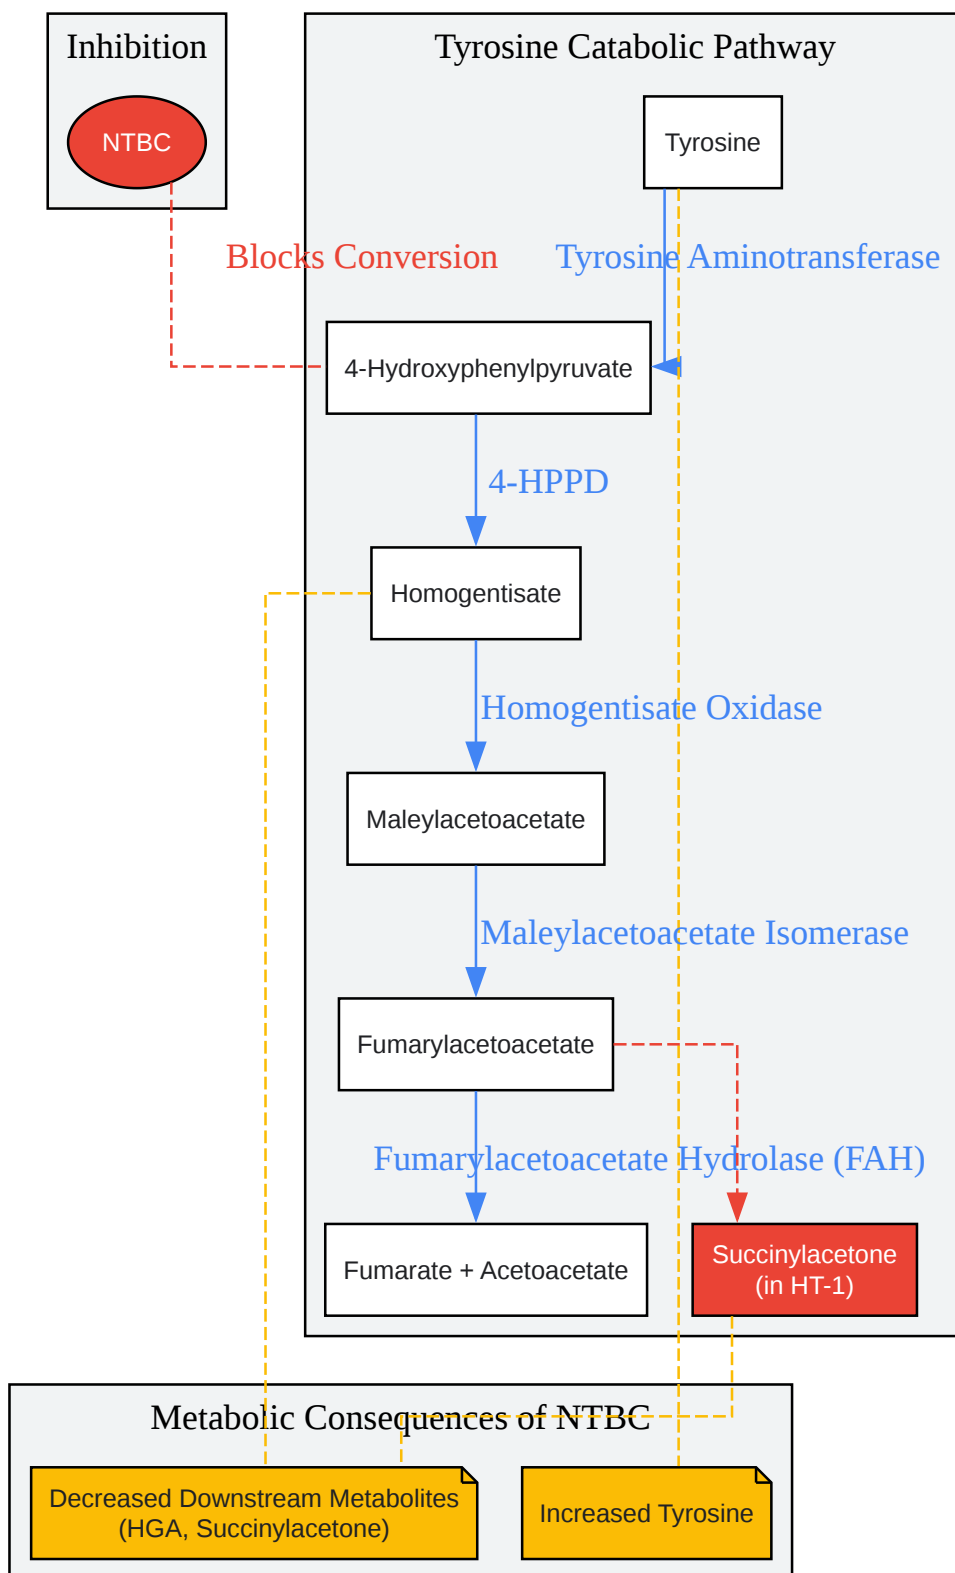 Inhibition
NTBC
Tyrosine Catabolic Pathway
Tyrosine
Blocks Conversion
Tyrosine Aminotransferase
4-Hydroxyphenylpyruvate
4-HPPD
Homogentisate
Homogentisate Oxidase
Maleylacetoacetate
Maleylacetoacetate Isomerase
Fumarylacetoacetate
Fumarylacetoacetate Hydrolase (FAH)
Fumarate + Acetoacetate
Succinylacetone
(in HT-1)
Metabolic Consequences of NTBC
Decreased Downstream Metabolites
(HGA, Succinylacetone)
Increased Tyrosine